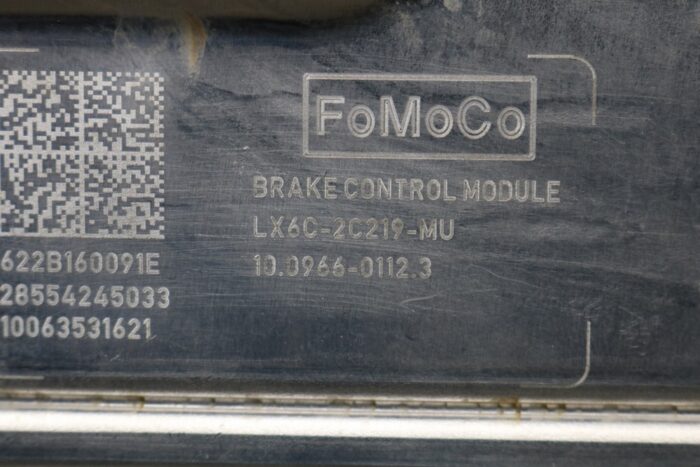 FoMoCo
BRAKE CONTROL MODULE
LX6C-2C219-MU
10.0966-0112.3
622B160091E
28554245033
10063531621